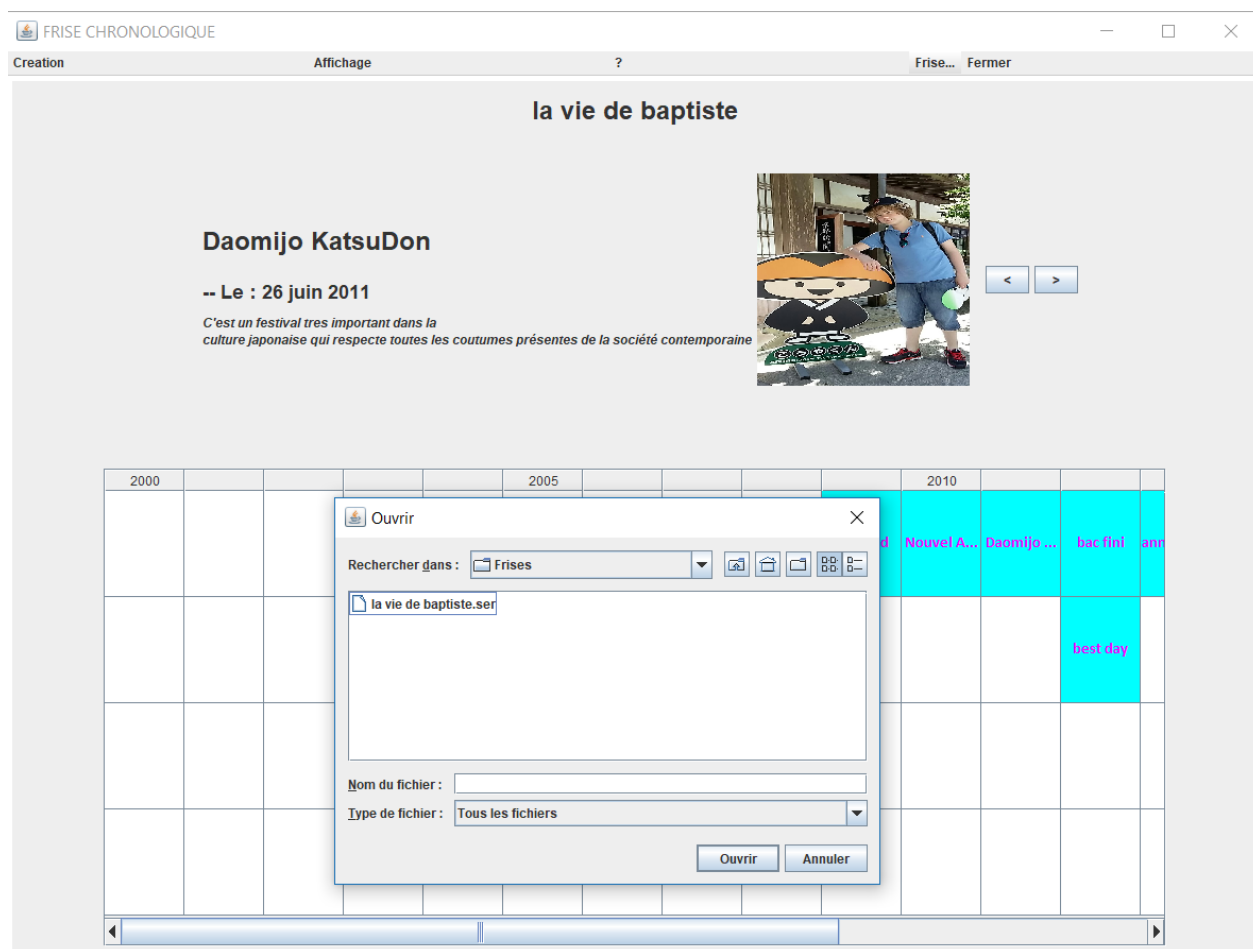 FRISE CHRONOLOGIQUE
Creation Affichage ? Frise... Fermer
la vie de baptiste
Daomijo KatsuDon
-- Le : 26 juin 2011
C'est un festival tres important dans la
culture japonaise qui respecte toutes les coutumes présentes de la société contemporaine
< >
2000 2005 2010
Ouvrir
d Nouvel A... Daomijo ... bac fini ann
Rechercher dans : Frises
la vie de baptiste.ser
best day
Nom du fichier :
Type de fichier : Tous les fichiers
Ouvrir Annuler